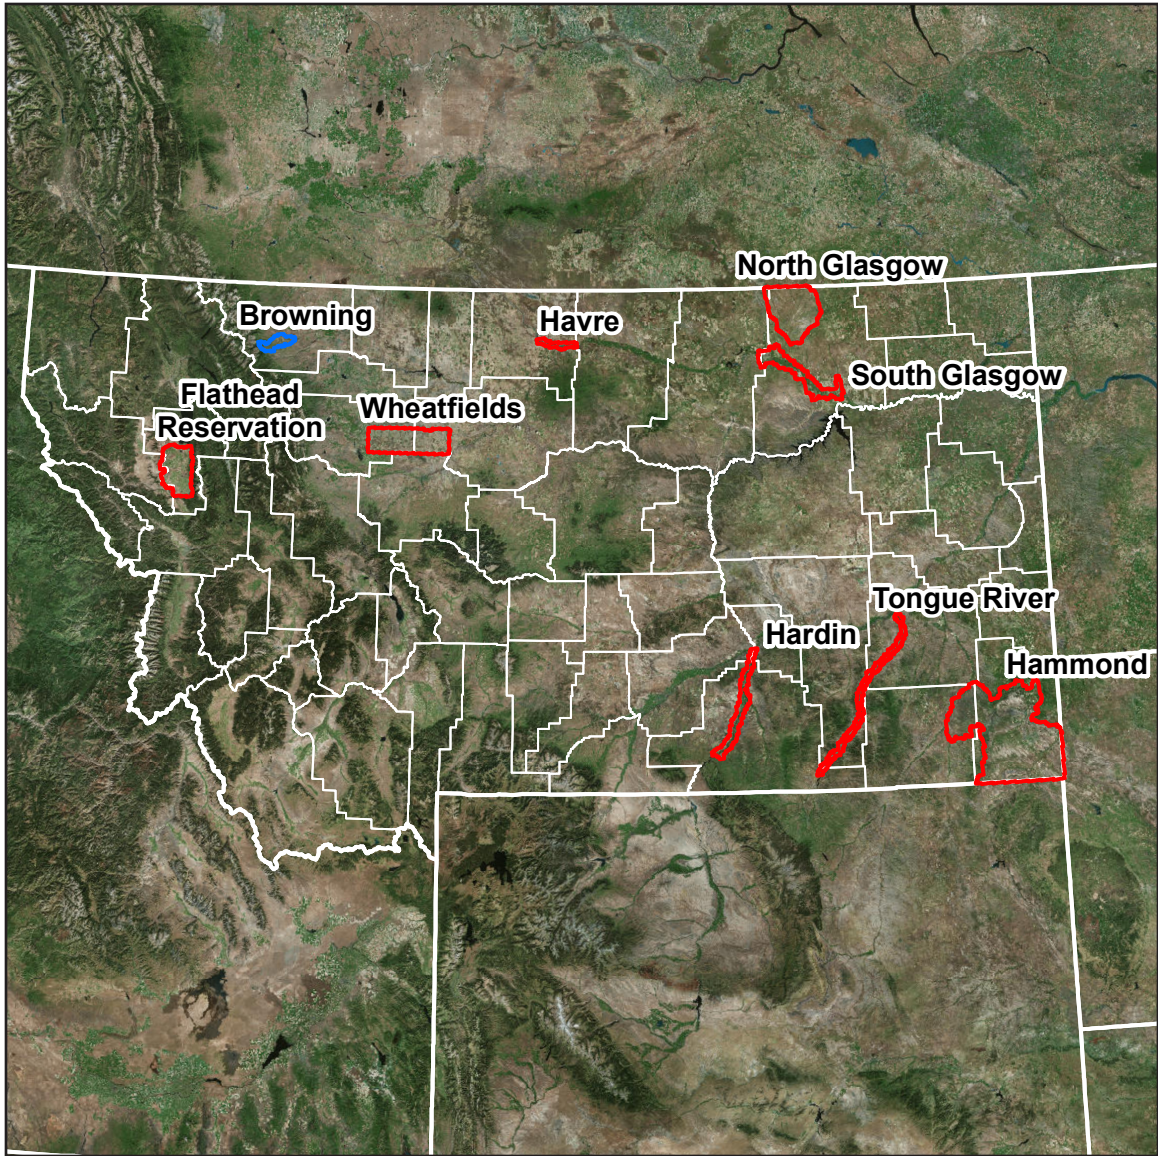 North Glasgow
Browning
Havre
South Glasgow
Flathead
Reservation
Wheatfields
Tongue River
Hardin
Hammond